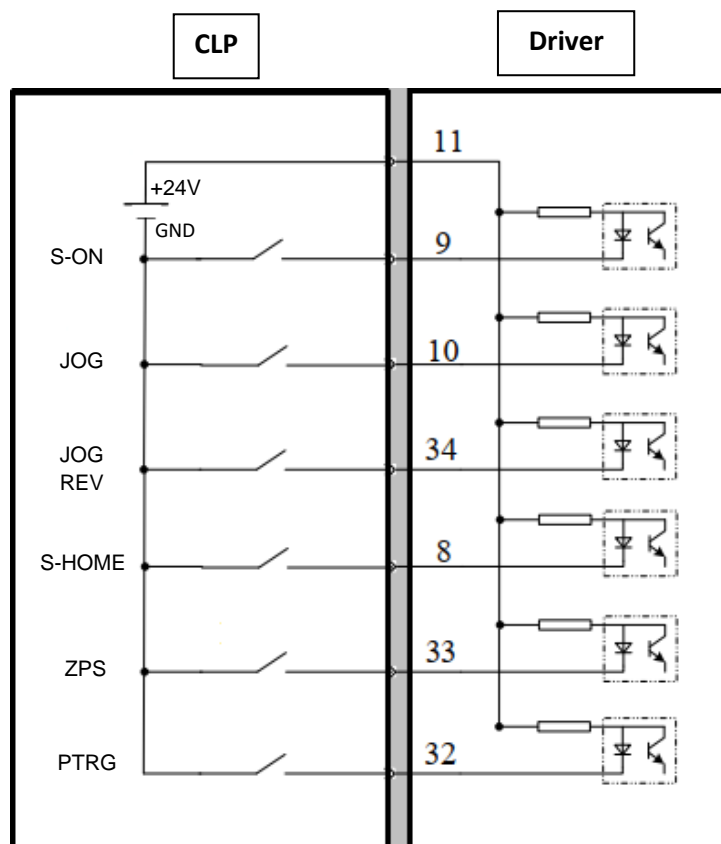 CLP
Driver
11
+24V
GND
S-ON
9
JOG
10
JOG
REV
34
S-HOME
8
ZPS
33
PTRG
32